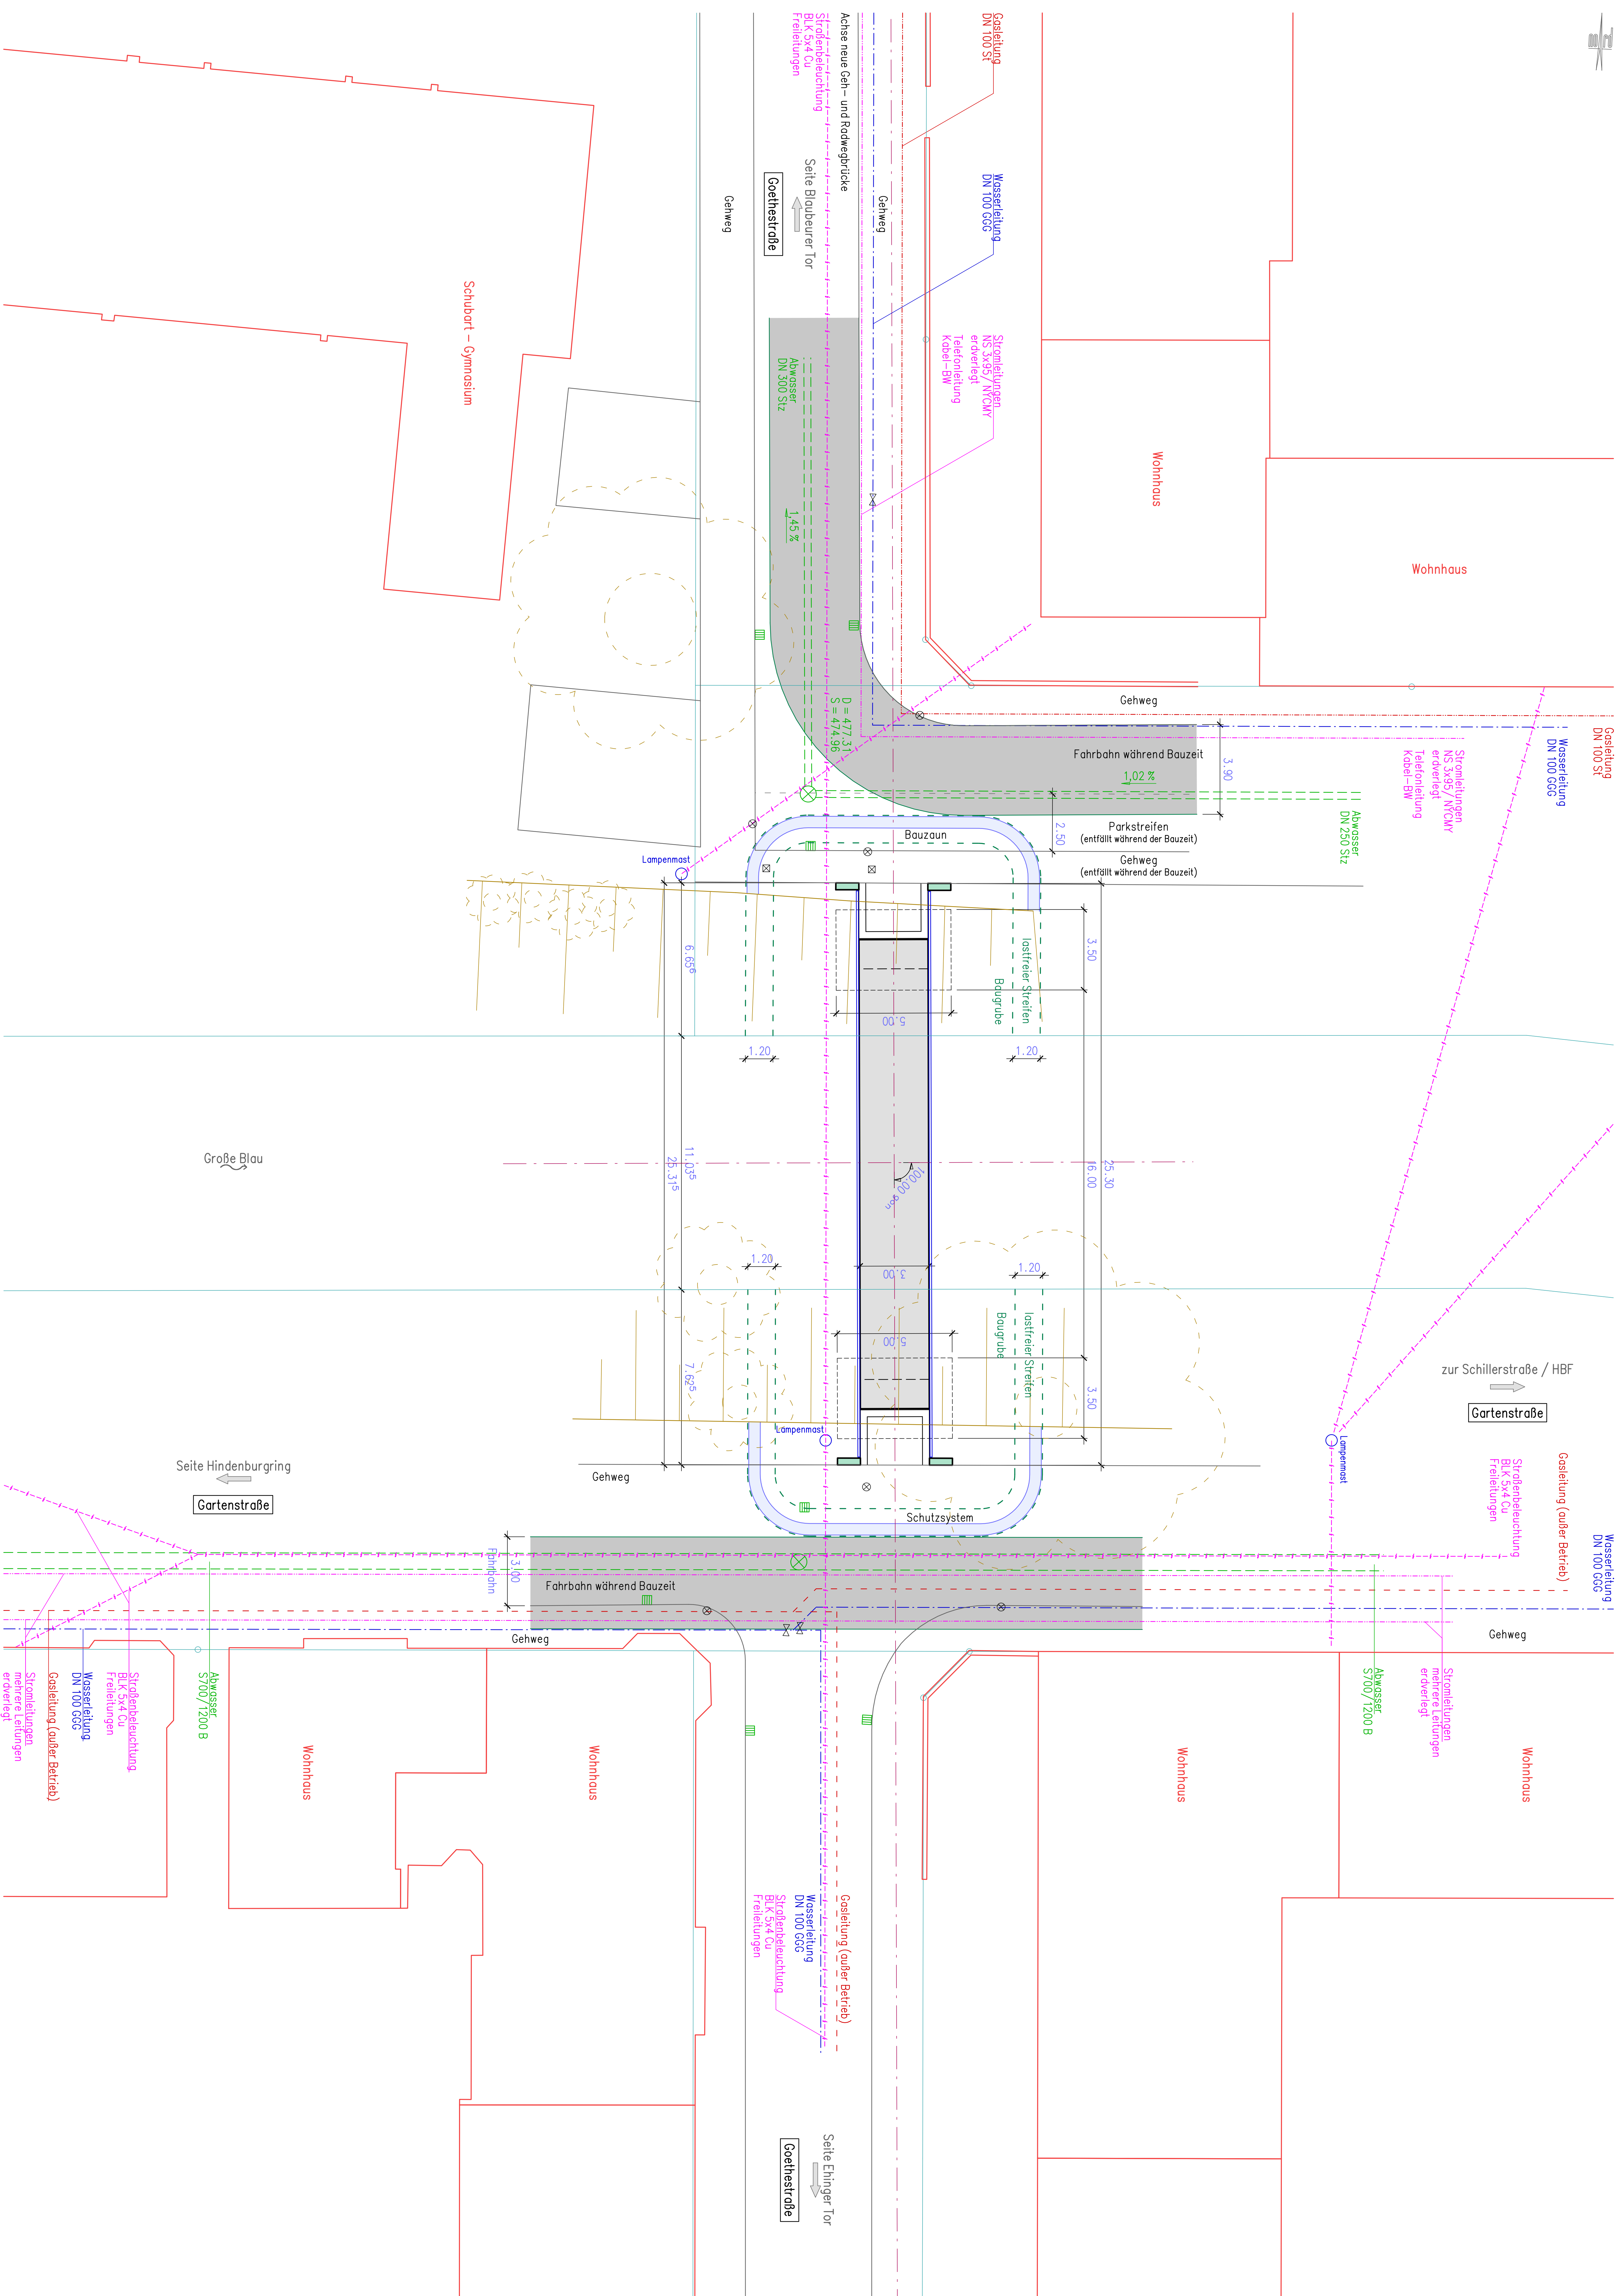 nord
Gasleitung
DN 100 St
Straßenbeleuchtung
BLK 5x4 Cu
Freileitungen
Achse neue Geh- und Radwegbrücke
Wasserleitung
DN 100 GGG
Seite Blaubeurer Tor
Goethestraße
Gehweg
Gehweg
Schubart - Gymnasium
Stromleitungen
NS 3x95/ NYCMY
erdverlegt
Telefonleitung
Kabel-BW
Abwasser
DN 300 Stz
1,45 %
Wohnhaus
Wohnhaus
D = 477.31
S = 474.96
Gehweg
Gasleitung
DN 100 St
Wasserleitung
DN 100 GGG
Stromleitungen
NS 3x95/ NYCMY
erdverlegt
Telefonleitung
Kabel-BW
Abwasser
DN 250 Stz
Fahrbahn während Bauzeit
1,02 %
3.90
2.50
Parkstreifen
(entfällt während der Bauzeit)
Bauzaun
Gehweg
(entfällt während der Bauzeit)
Lampenmast
6.65⁶
3.50
lastfreier Streifen
Baugrube
5.00
1.20
1.20
Große Blau
11.03⁵
25.31⁵
100.00 gon
16.00
25.30
1.20
3.00
1.20
5.00
Baugrube
lastfreier Streifen
7.62⁵
3.50
zur Schillerstraße / HBF
Gartenstraße
Lampenmast
Lampenmast
Seite Hindenburgring
Gartenstraße
Gehweg
Straßenbeleuchtung
BLK 5x4 Cu
Freileitungen
Gasleitung (außer Betrieb)
Wasserleitung
DN 100 GGG
Schutzsystem
3.00
Fahrbahn
Fahrbahn während Bauzeit
Gehweg
Gehweg
Stromleitungen
mehrere Leitungen
erdverlegt
Gasleitung (außer Betrieb)
Wasserleitung
DN 100 GGG
Straßenbeleuchtung
BLK 5x4 Cu
Freileitungen
Abwasser
S700/1200 B
Abwasser
S700/1200 B
Stromleitungen
mehrere Leitungen
erdverlegt
Wohnhaus
Wohnhaus
Wohnhaus
Wohnhaus
Straßenbeleuchtung
BLK 5x4 Cu
Freileitungen
Wasserleitung
DN 100 GGG
Gasleitung (außer Betrieb)
Seite Ehinger Tor
Goethestraße